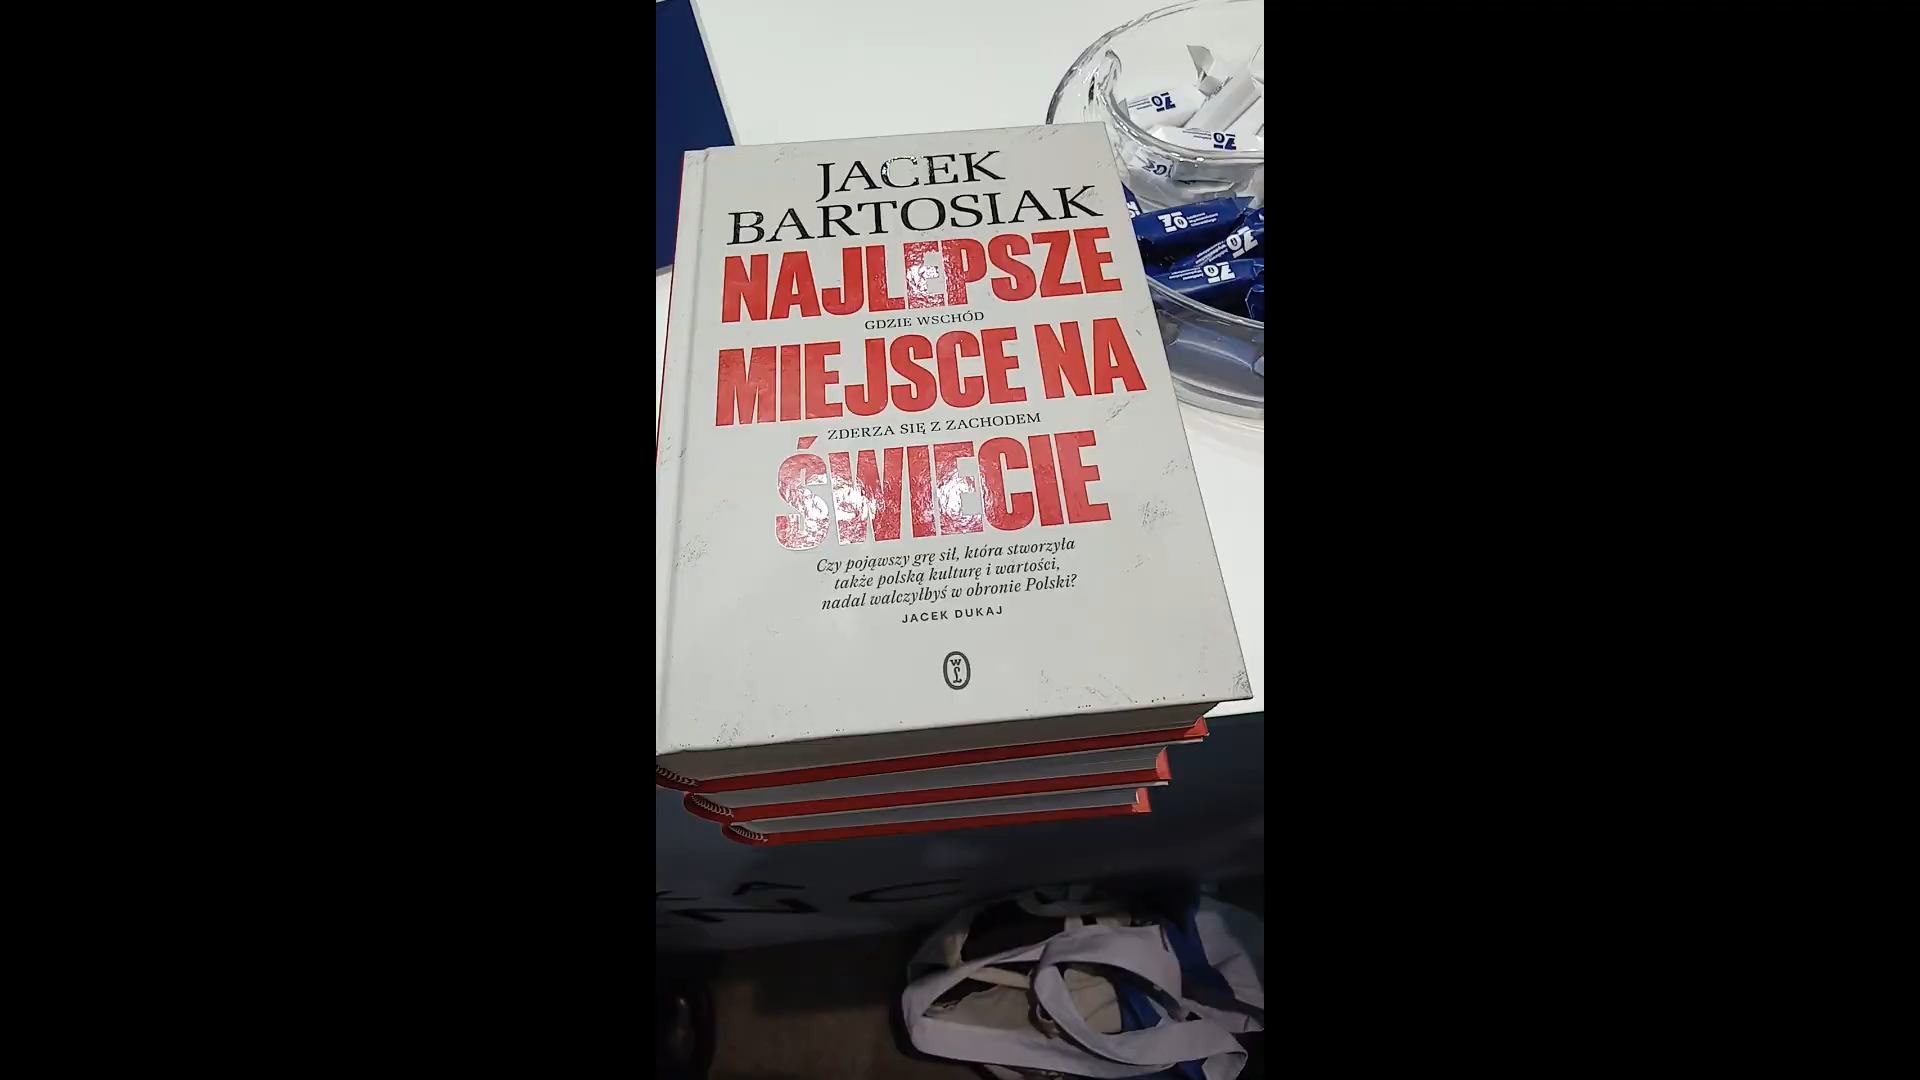 JACEK
BARTOSIAK
NAJLEPSZE
GDZIE WSCHÓD
MIEJSCE NA
ZDERZA SIĘ Z ZACHODEM
ŚWIECIE
Czy pojąwszy grę sił, która stworzyła
także polską kulturę i wartości,
nadal walczyłbyś w obronie Polski?
JACEK DUKAJ
WL